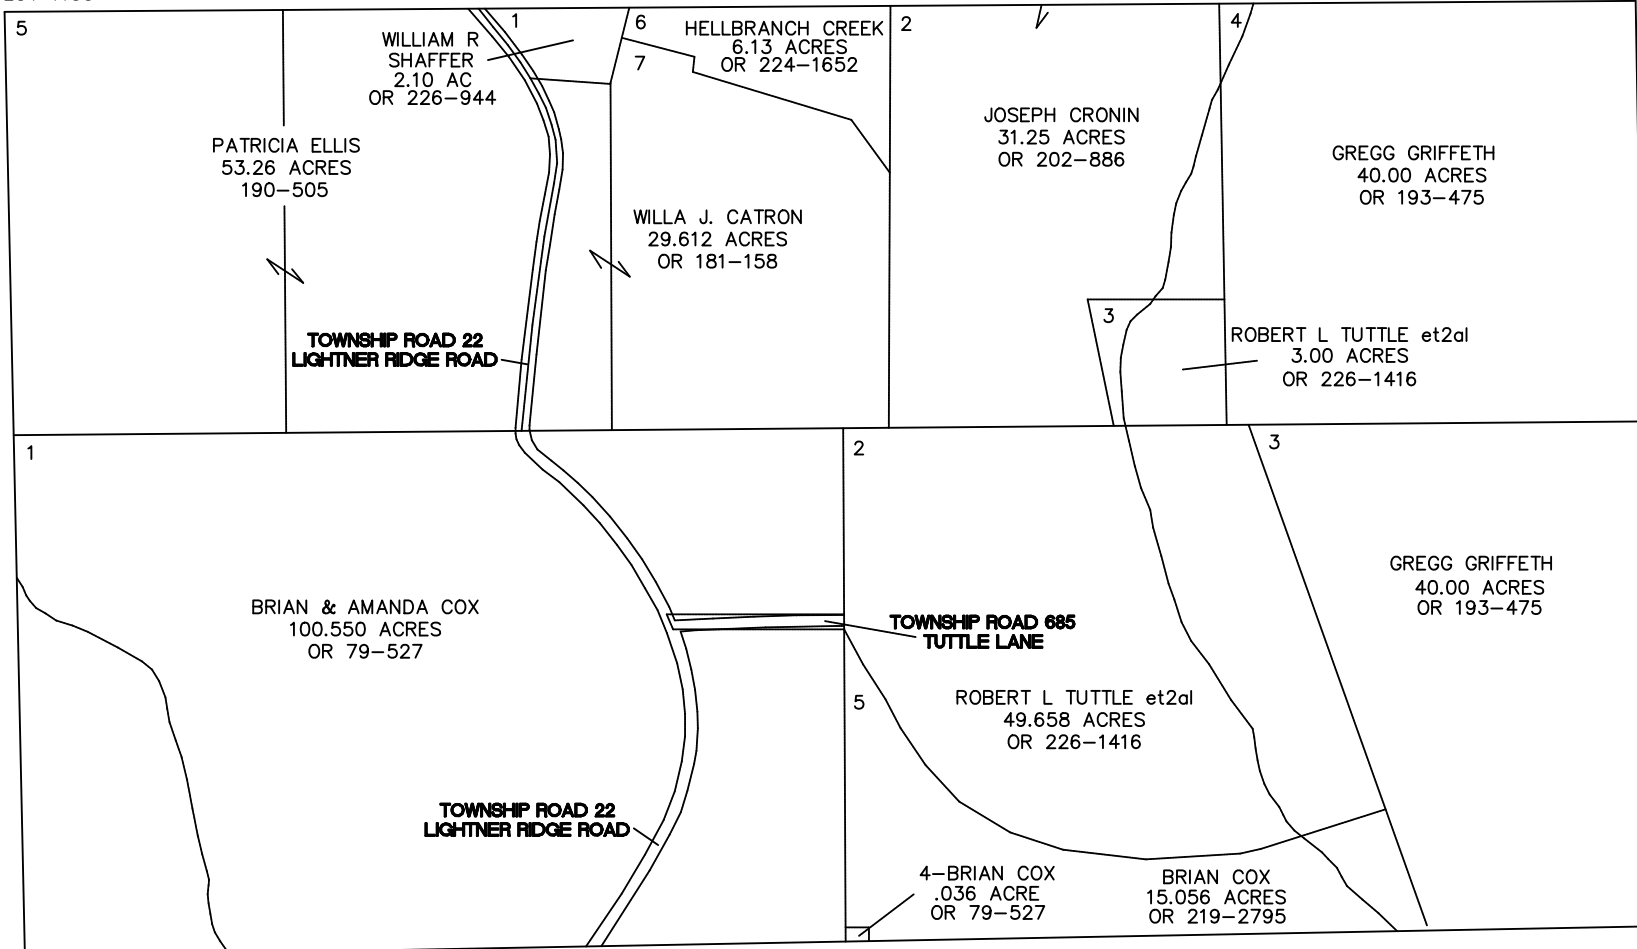 5
1
WILLIAM R
SHAFFER
2.10 AC
OR 226-944
6
7
HELLBRANCH CREEK
6.13 ACRES
OR 224-1652
2
4
PATRICIA ELLIS
53.26 ACRES
190-505
JOSEPH CRONIN
31.25 ACRES
OR 202-886
GREGG GRIFFETH
40.00 ACRES
OR 193-475
WILLA J. CATRON
29.612 ACRES
OR 181-158
3
TOWNSHIP ROAD 22
LIGHTNER RIDGE ROAD
ROBERT L TUTTLE et2al
3.00 ACRES
OR 226-1416
1
2
3
BRIAN & AMANDA COX
100.550 ACRES
OR 79-527
TOWNSHIP ROAD 685
TUTTLE LANE
GREGG GRIFFETH
40.00 ACRES
OR 193-475
5
ROBERT L TUTTLE et2al
49.658 ACRES
OR 226-1416
TOWNSHIP ROAD 22
LIGHTNER RIDGE ROAD
4-BRIAN COX
.036 ACRE
OR 79-527
BRIAN COX
15.056 ACRES
OR 219-2795